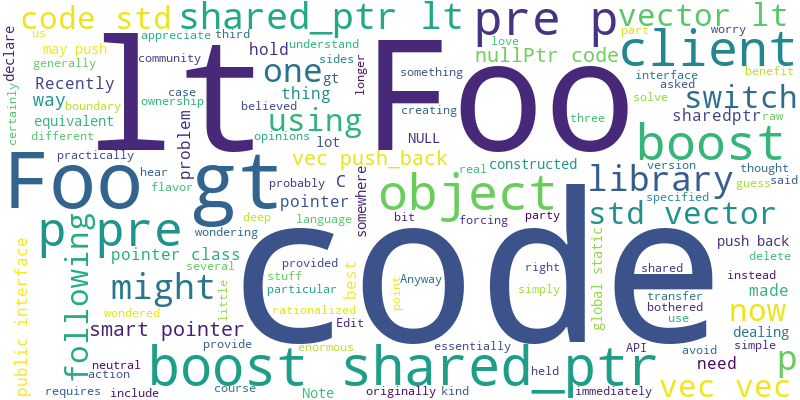 code std
shared_ptr lt
pre p
vector lt
us
appreciate
third
understand
love
part
worry
declare
may push
community
hold
sides
longer
nullPtr code
client
generally
lt Foo
Recently
case
one
gt
something
interface
asked
benefit
way
ownership
thing
creating
solve
switch
certainly
boundary
believed
using
three
sharedptr
raw
equivalent
problem
opinions
lot
NULL
boost
different
practically
vec push_back
real
constructed
version
thought
Foo gt
hear
probably
C
somewhere
library
guess
said
flavor
pointer
object
specified
deep
language
bit
forcing
party
std vector
p pre
wondering
code
global static
push back
following
pointer class
provided
Anyway
right
shared
delete
several
stuff
best
point
simply
instead
public interface
might
little
particular
transfer
made
rationalized
bothered
now
wondered
Edit
use
smart pointer
provide
enormous
essentially
API
avoid
dealing
simple
neutral
boost shared_ptr
need
p
action
held
requires
include
course
Note
originally
kind
immediately
vec vec